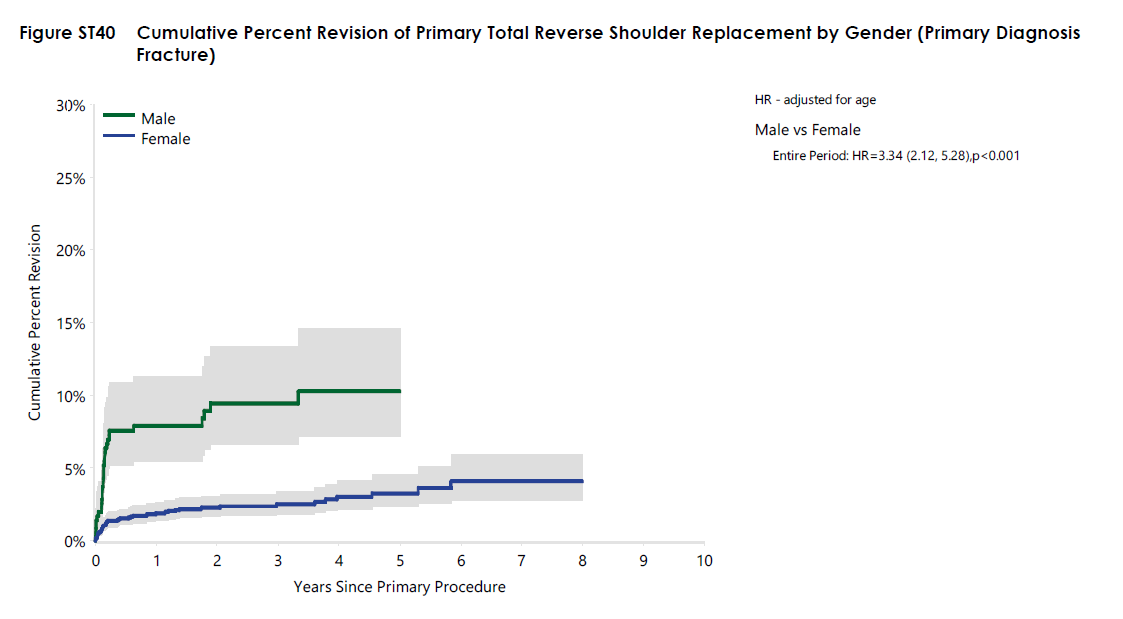 Figure ST40 Cumulative Percent Revision of Primary Total Reverse Shoulder Replacement by Gender (Primary Diagnosis
Fracture)
HR - adjusted for age
Male vs Female
Entire Period: HR=3.34 (2.12, 5.28),p<0.001
Male
Female
Cumulative Percent Revision
30%
25%
20%
15%
10%
5%
0%
0 1 2 3 4 5 6 7 8 9 10
Years Since Primary Procedure